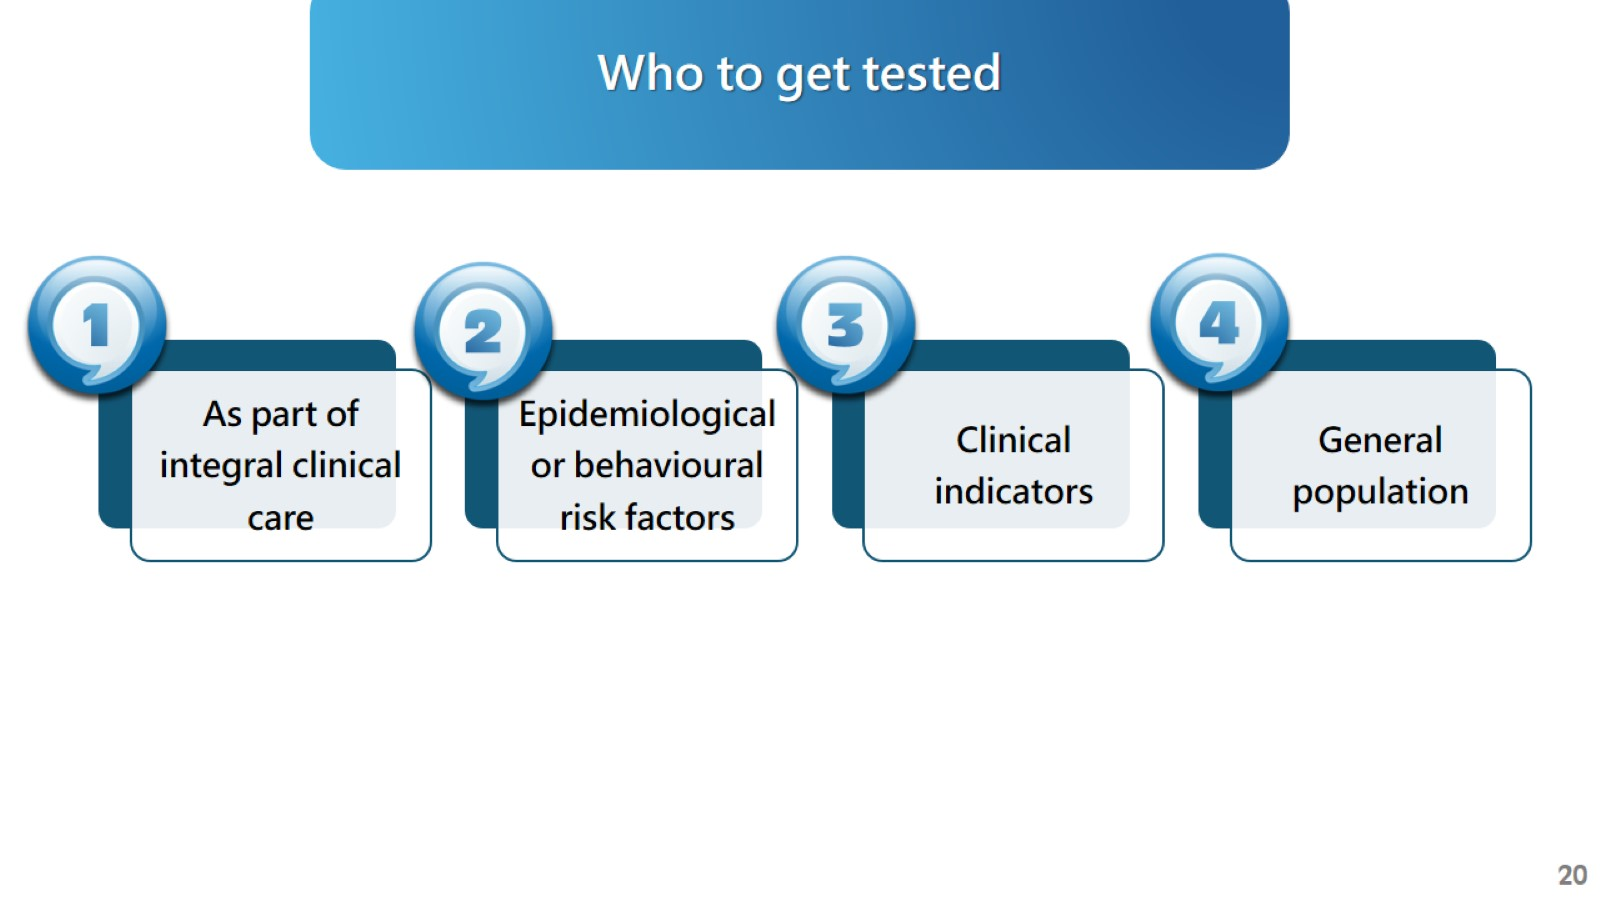 Who to get tested
1
As part of
integral clinical
care
2
Epidemiological
or behavioural
risk factors
3
Clinical
indicators
4
General
population
20